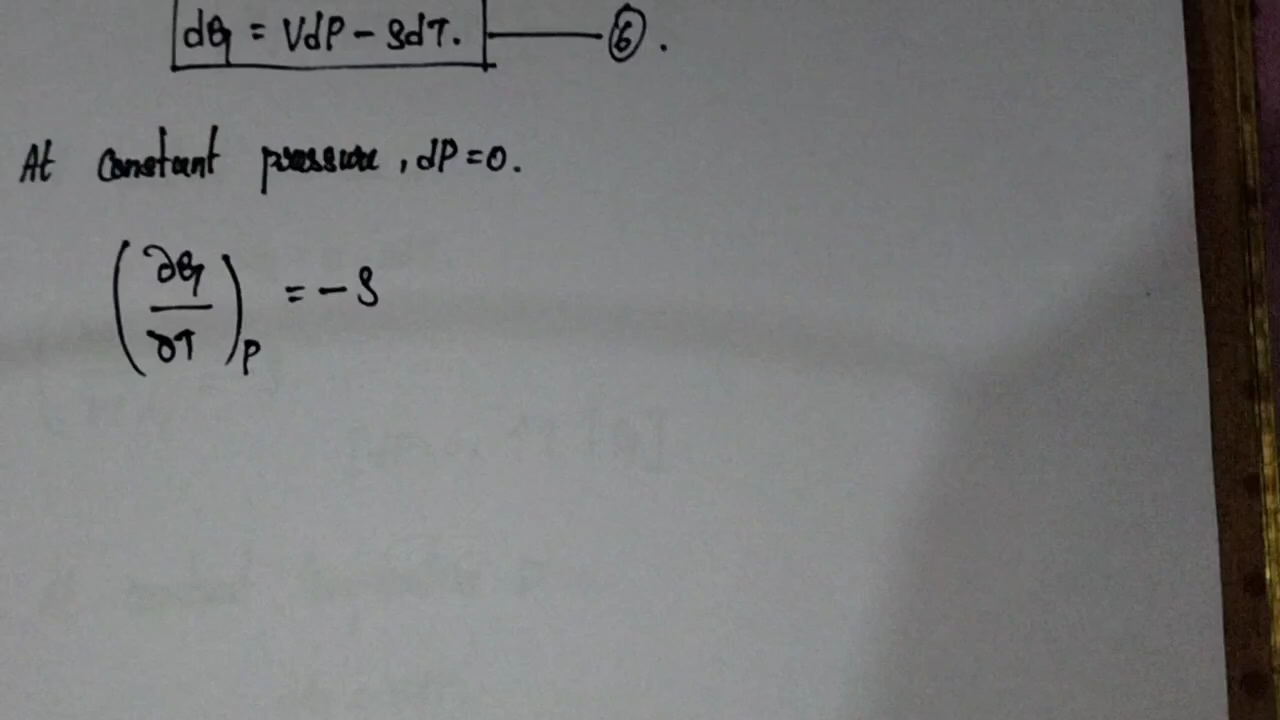 dG = VdP - SdT. ⑥.
At constant pressure, dP = 0.
(∂G/∂T)P = - S